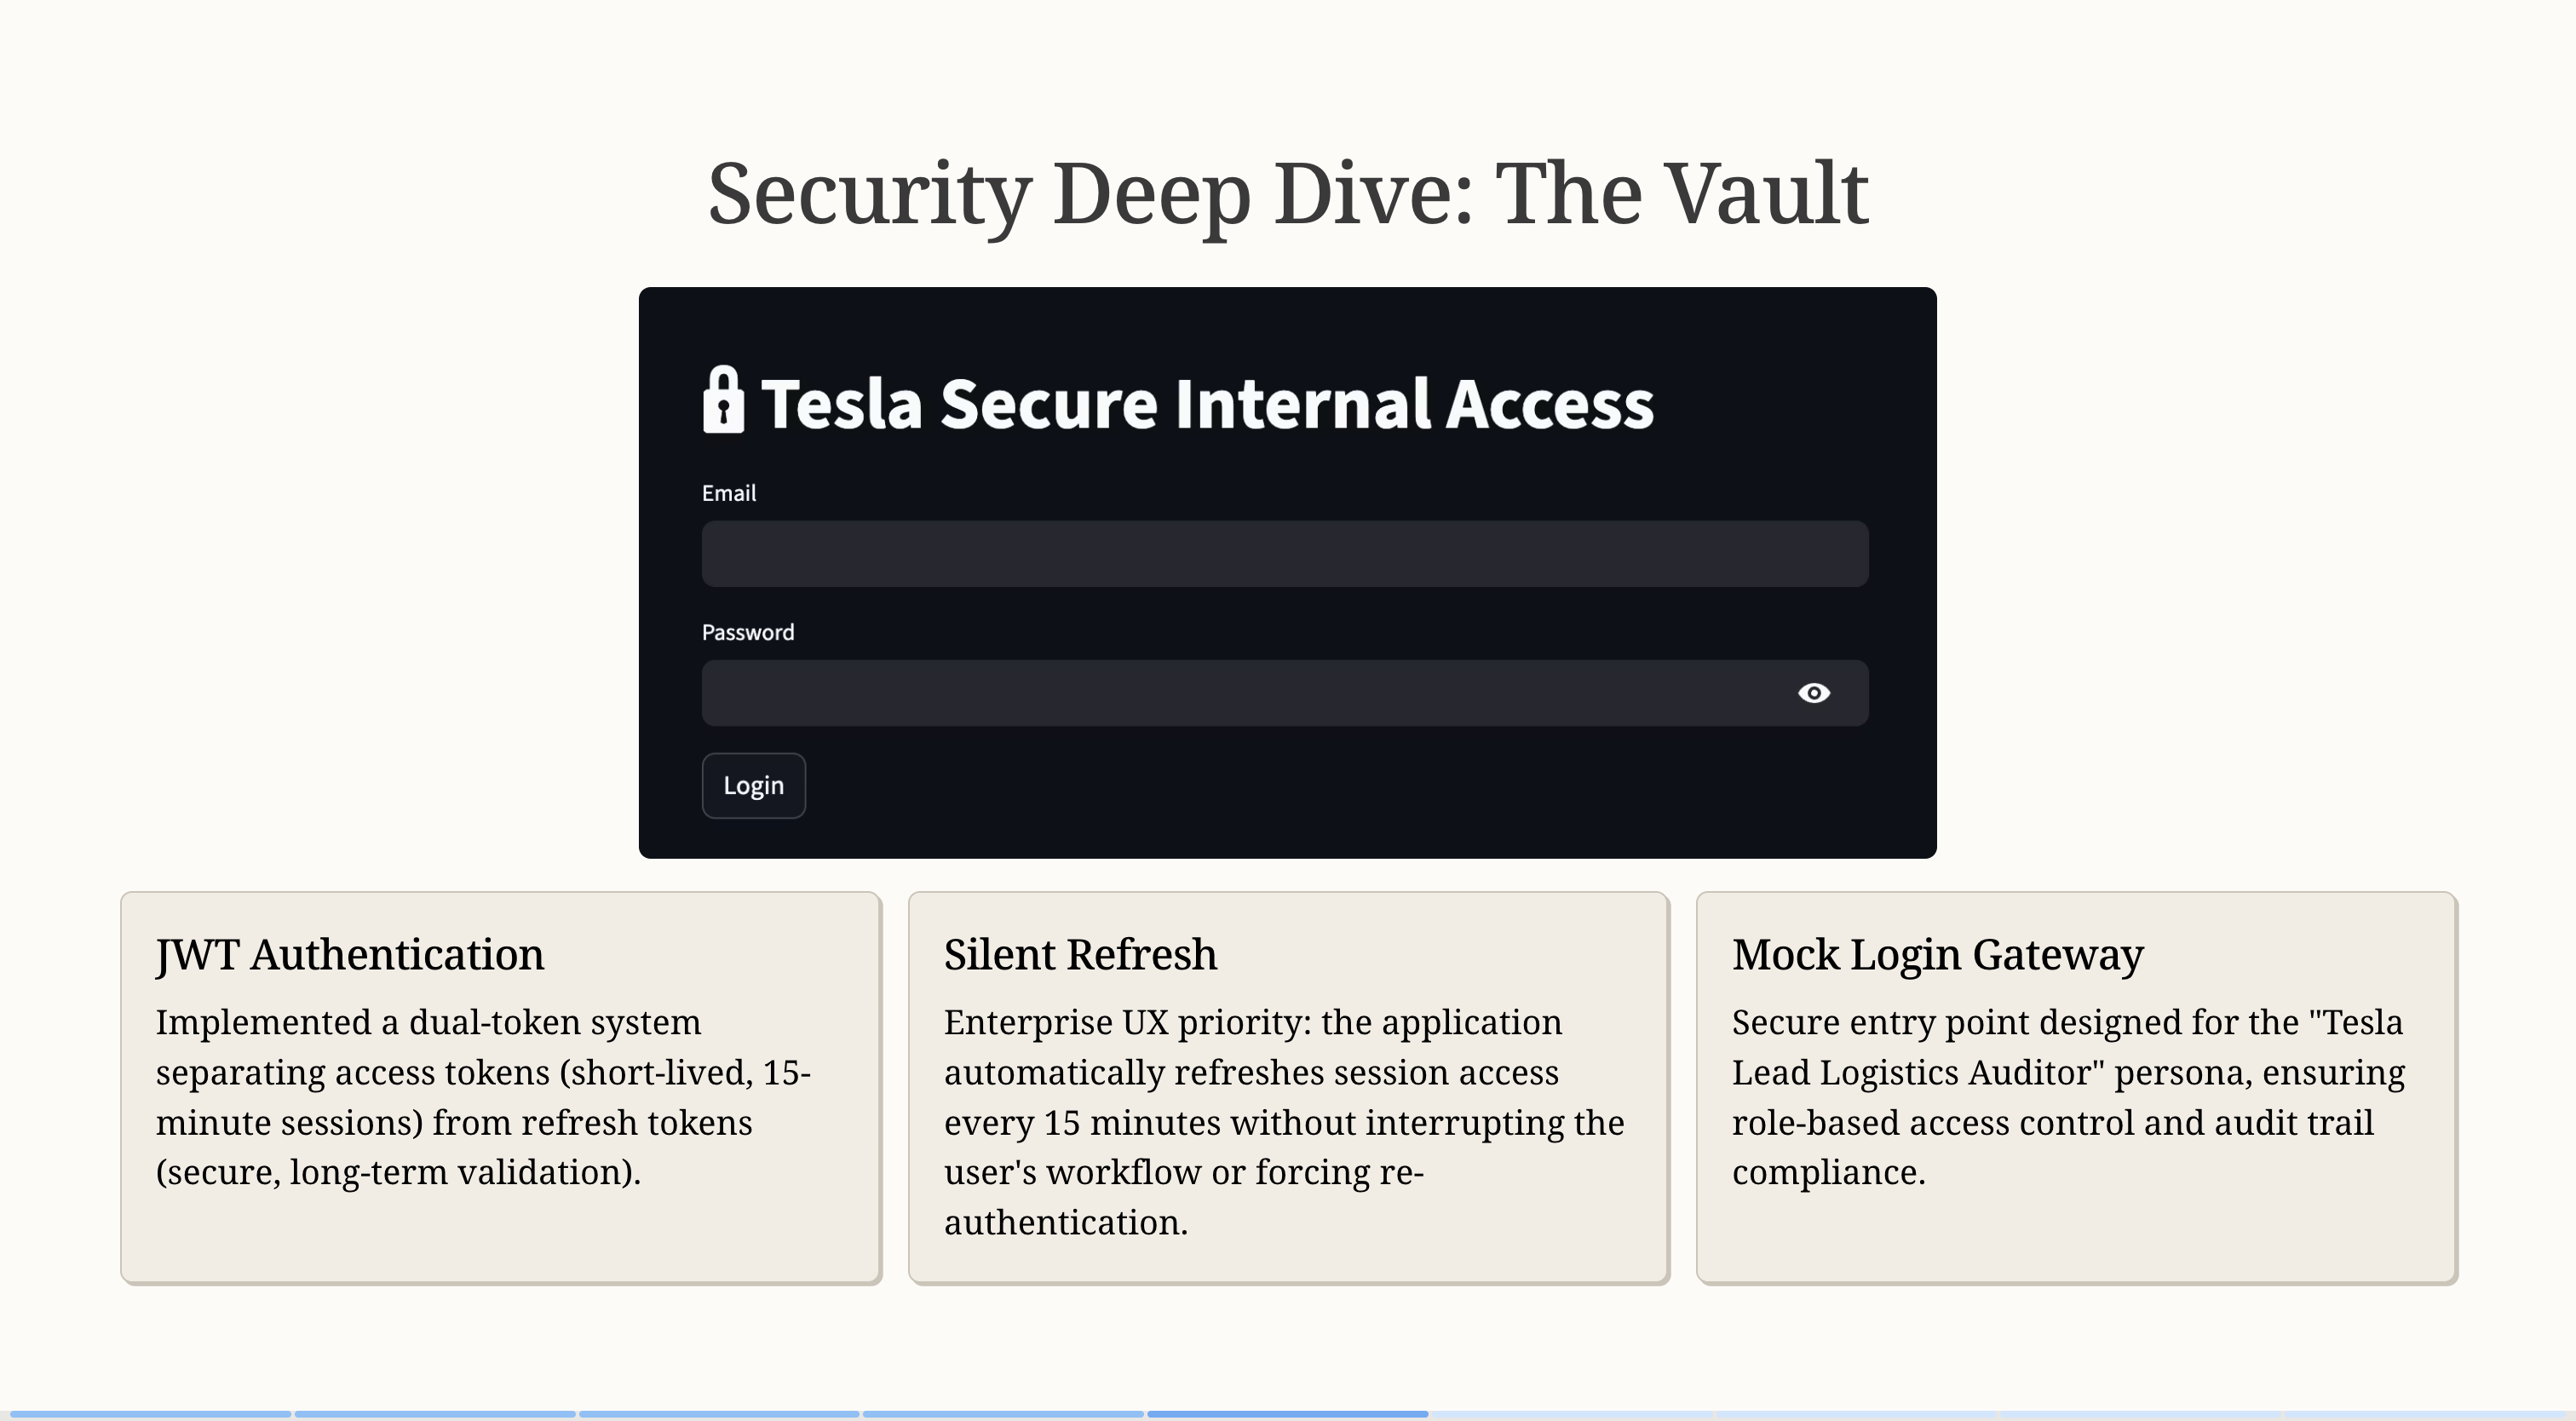 Security Deep Dive: The Vault
Tesla Secure Internal Access
Email
Password
Login
JWT Authentication
Implemented a dual-token system
separating access tokens (short-lived, 15-
minute sessions) from refresh tokens
(secure, long-term validation).
Silent Refresh
Enterprise UX priority: the application
automatically refreshes session access
every 15 minutes without interrupting the
user's workflow or forcing re-
authentication.
Mock Login Gateway
Secure entry point designed for the "Tesla
Lead Logistics Auditor" persona, ensuring
role-based access control and audit trail
compliance.